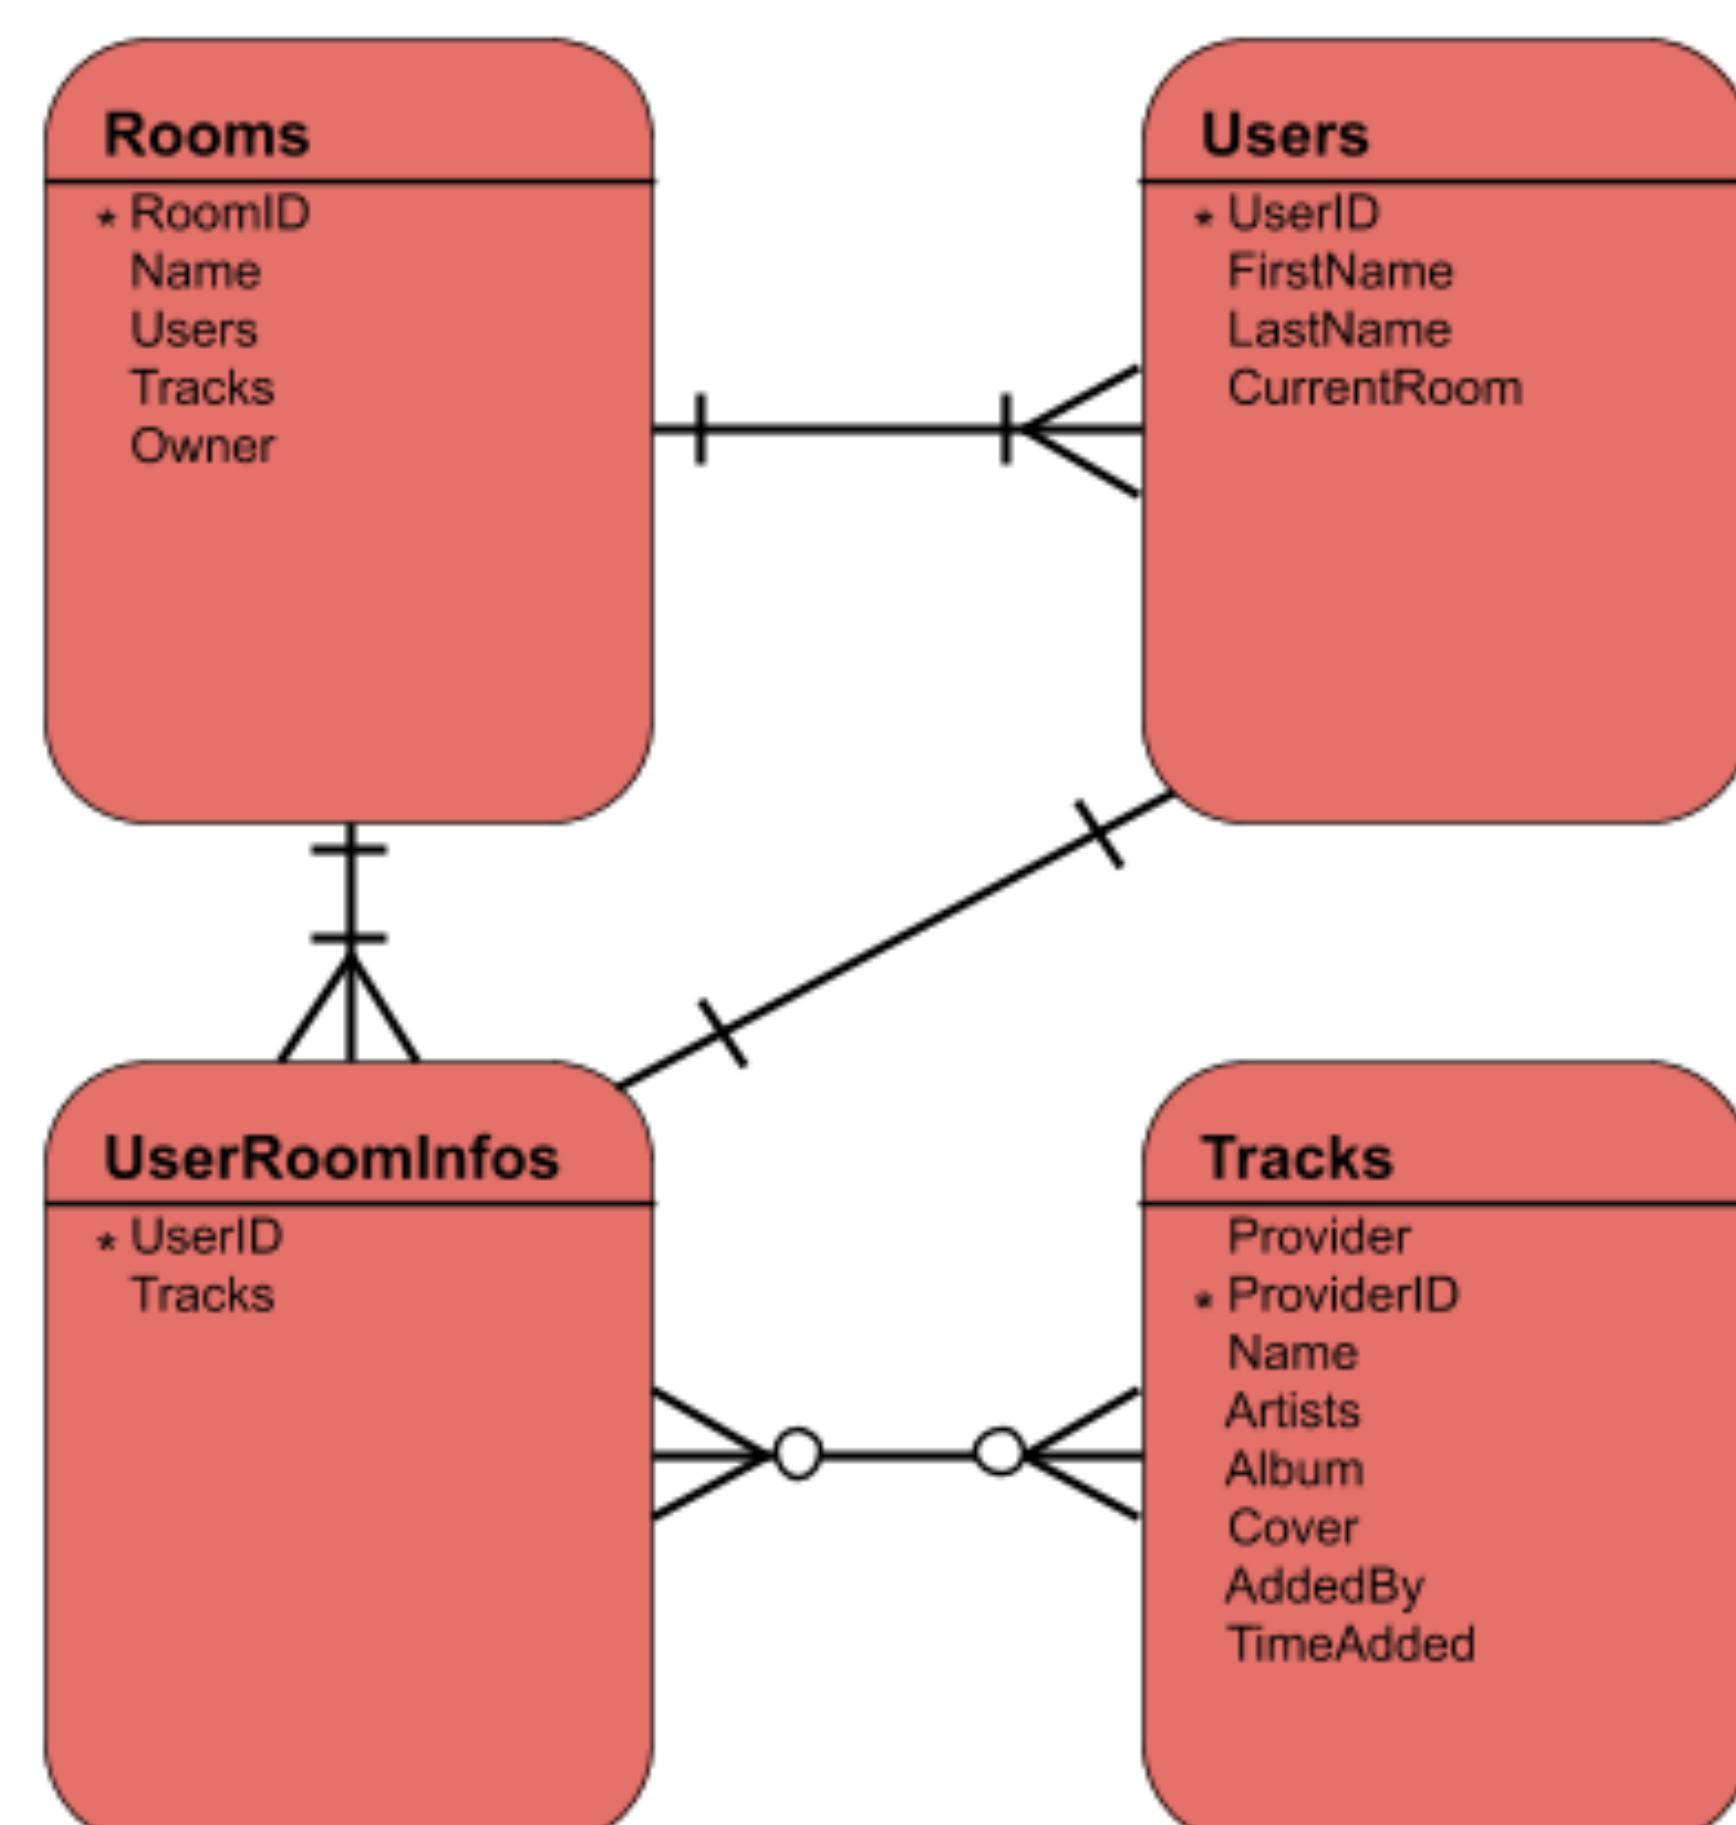 Rooms
* RoomID
Name
Users
Tracks
Owner
Users
* UserID
FirstName
LastName
CurrentRoom
UserRoomInfos
* UserID
Tracks
Tracks
Provider
* ProviderID
Name
Artists
Album
Cover
AddedBy
TimeAdded